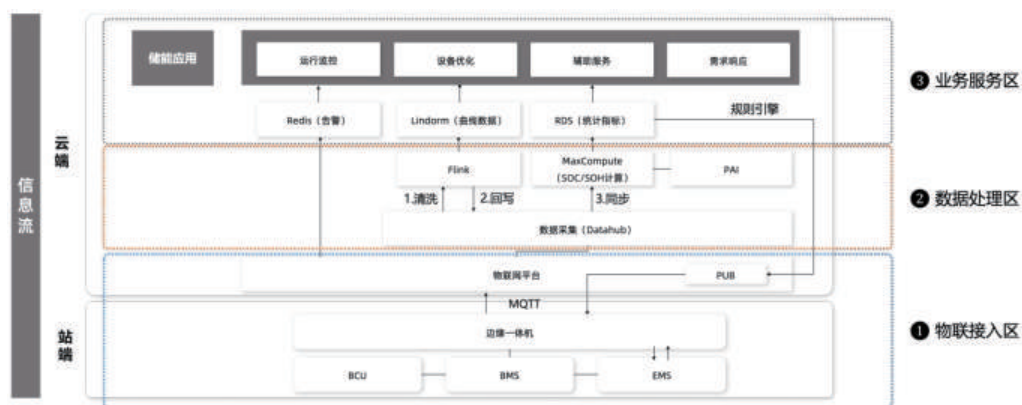 储能应用
运行监控
设备优化
辅助服务
需求响应
❸ 业务服务区
Redis（告警）
Lindorm（曲线数据）
RDS（统计指标）
规则引擎
云端
Flink
MaxCompute
（SOC/SOH计算）
PAI
信息流
1.清洗
2.回写
3.同步
❷ 数据处理区
数据采集（Datahub）
物联网平台
PUB
MQTT
站端
边缘一体机
❶ 物联接入区
BCU
BMS
EMS